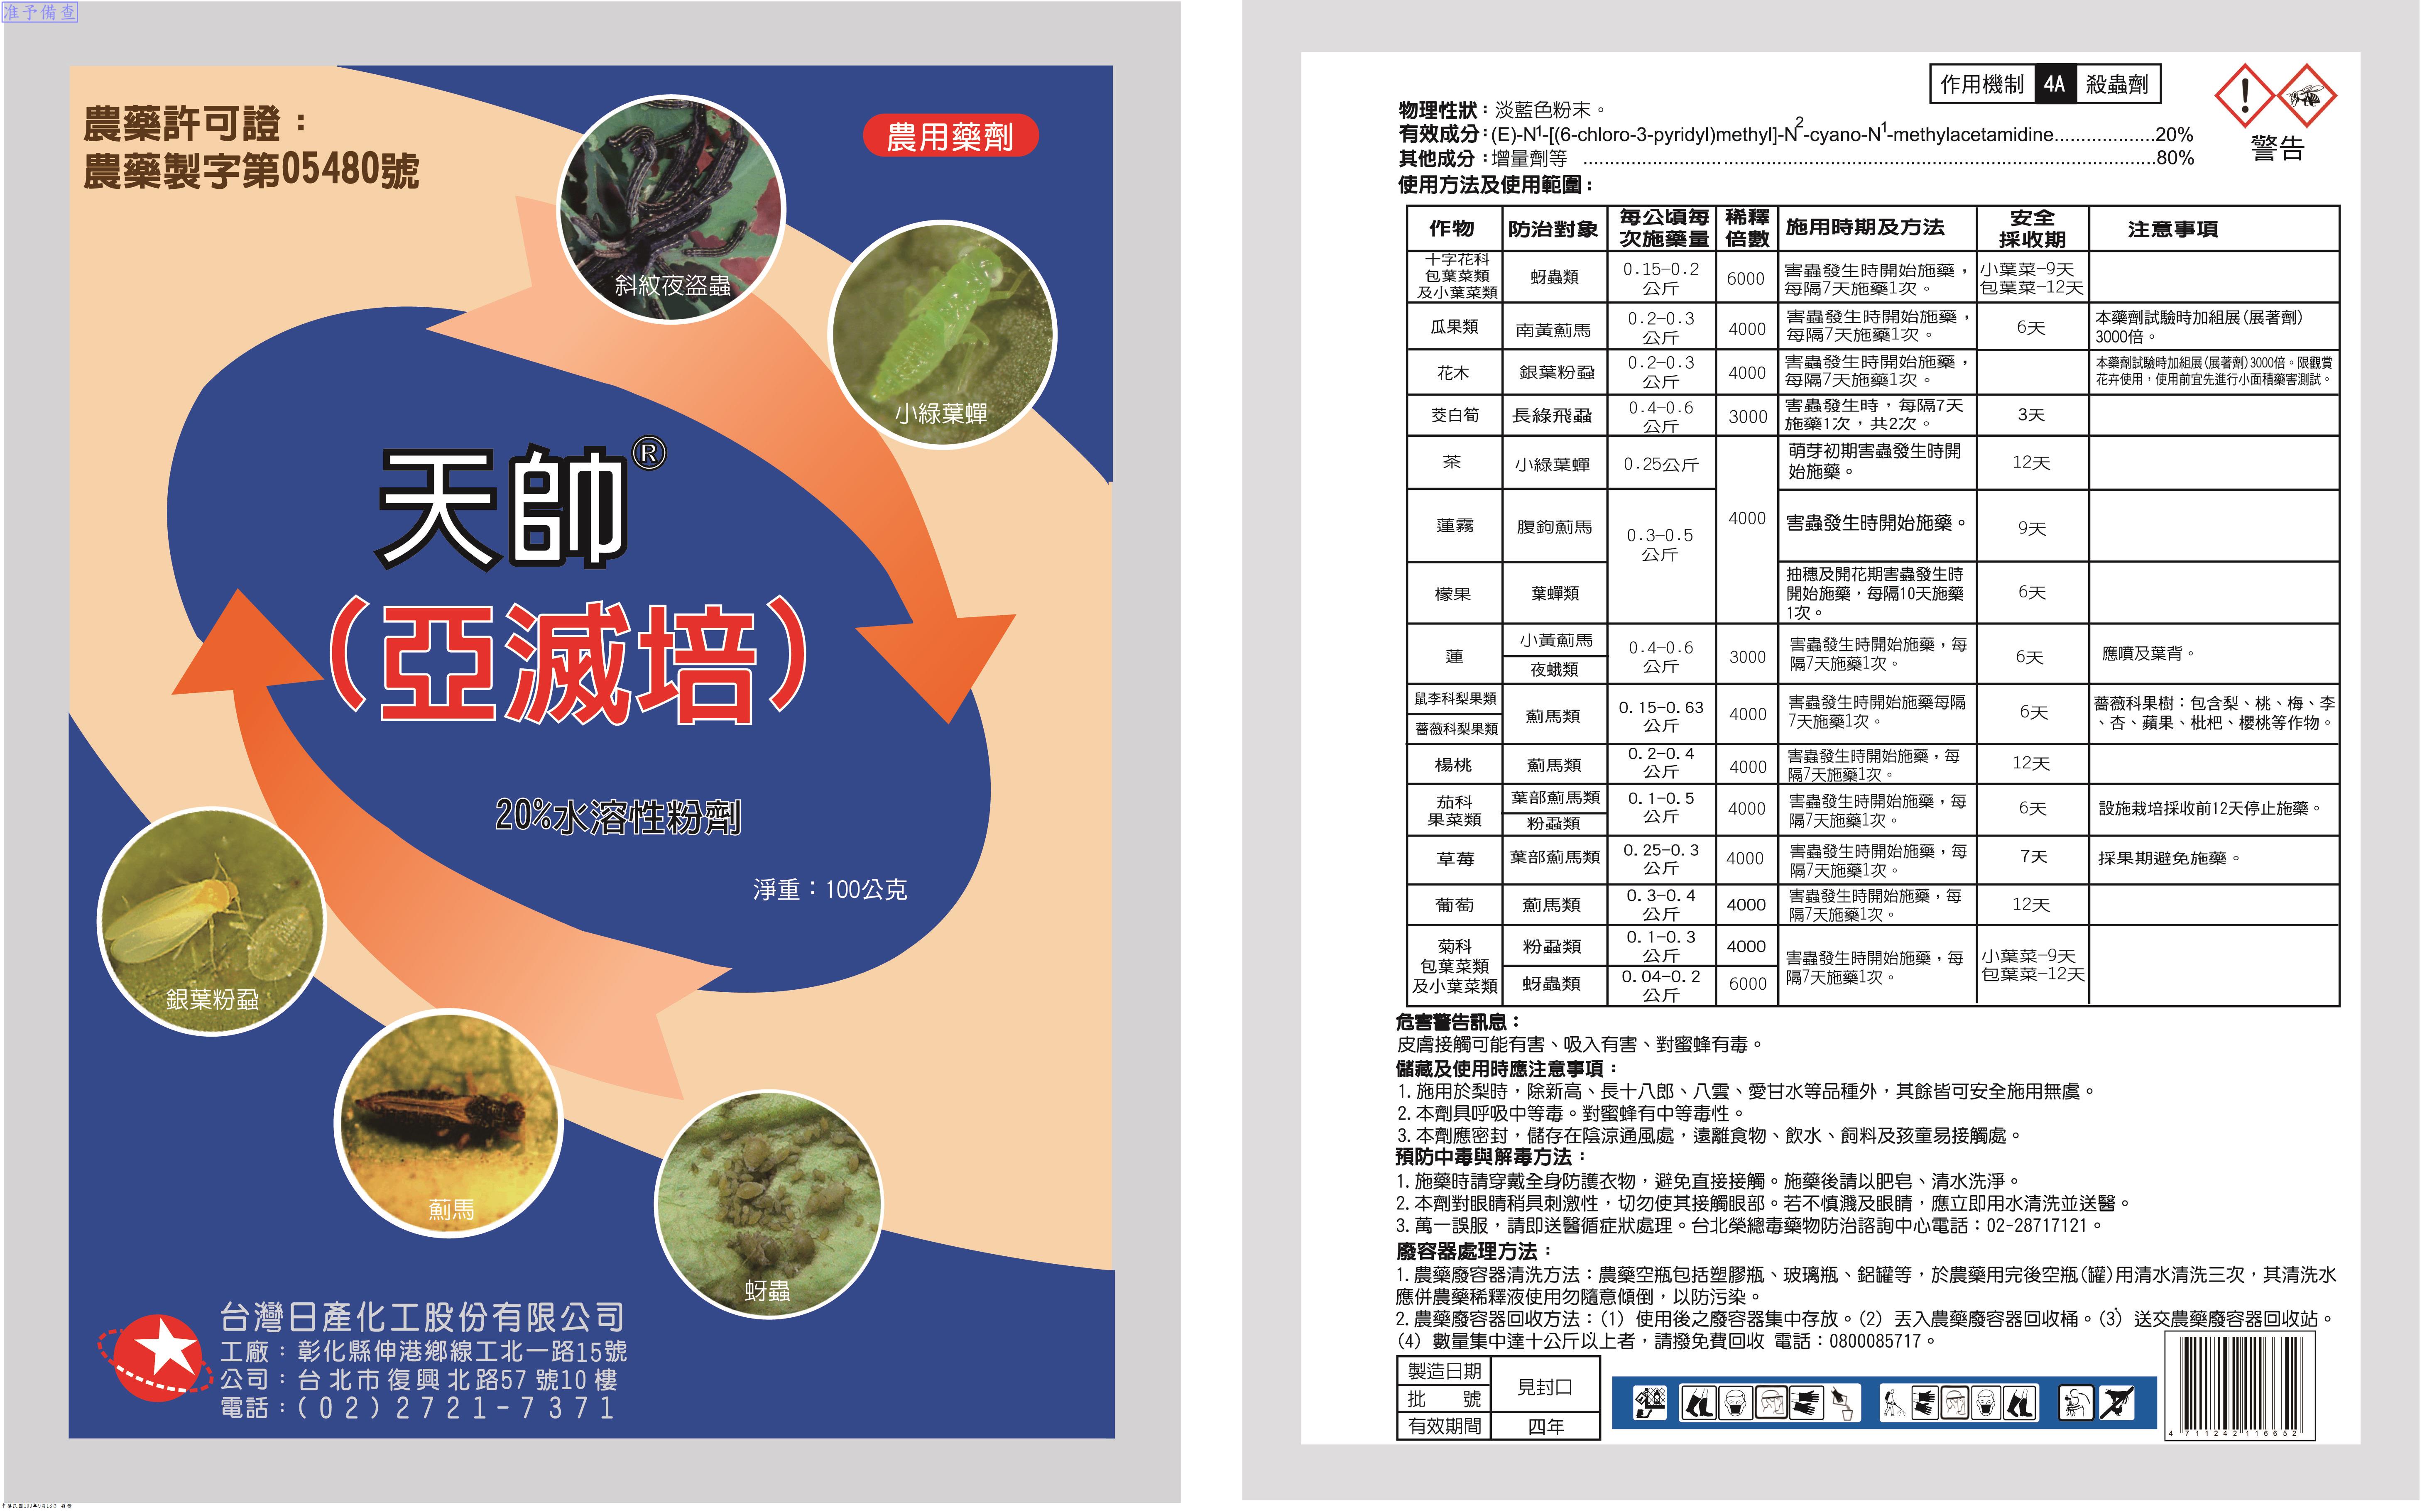 准予備查
農藥許可證：
農藥製字第05480號
農用藥劑
斜紋夜盜蟲
小綠葉蟬
天帥®
（亞滅培）
20%水溶性粉劑
淨重：100公克
銀葉粉蝨
薊馬
蚜蟲
台灣日產化工股份有限公司
工廠：彰化縣伸港鄉線工北一路15號
公司：台北市復興北路57號10樓
電話：(02)2721-7371
中華民國109年9月18日
作用機制 4A 殺蟲劑
警告
物理性狀：淡藍色粉末。
有效成分：(E)-N1-[(6-chloro-3-pyridyl)methyl]-N2-cyano-N1-methylacetamidine..................20%
其他成分：增量劑等 ........................................................................80%
使用方法及使用範圍：
作物 防治對象 每公頃每次施藥量 稀釋倍數 施用時期及方法 安全採收期 注意事項
十字花科包葉菜類及小葉菜類 蚜蟲類 0.15-0.2公斤 6000 害蟲發生時開始施藥，每隔7天施藥1次。 小葉菜-9天 包葉菜-12天
瓜果類 南黃薊馬 0.2-0.3公斤 4000 害蟲發生時開始施藥，每隔7天施藥1次。 6天 本藥劑試驗時加組展(展著劑)3000倍。
花木 銀葉粉蝨 0.2-0.3公斤 4000 害蟲發生時開始施藥，每隔7天施藥1次。 本藥劑試驗時加組展(展著劑)3000倍。限觀賞花卉使用，使用前宜先進行小面積藥害測試。
茭白筍 長綠飛蝨 0.4-0.6公斤 3000 害蟲發生時，每隔7天施藥1次，共2次。 3天
茶 小綠葉蟬 0.25公斤 4000 萌芽初期害蟲發生時開始施藥。 12天
蓮霧 腹鉤薊馬 0.3-0.5公斤 害蟲發生時開始施藥。 9天
檬果 葉蟬類 抽穗及開花期害蟲發生時開始施藥，每隔10天施藥1次。 6天
蓮 小黃薊馬 夜蛾類 0.4-0.6公斤 3000 害蟲發生時開始施藥，每隔7天施藥1次。 6天 應噴及葉背。
鼠李科梨果類 薔薇科梨果類 薊馬類 0.15-0.63公斤 4000 害蟲發生時開始施藥每隔7天施藥1次。 6天 薔薇科果樹：包含梨、桃、梅、李、杏、蘋果、枇杷、櫻桃等作物。
楊桃 薊馬類 0.2-0.4公斤 4000 害蟲發生時開始施藥，每隔7天施藥1次。 12天
茄科果菜類 葉部薊馬類 粉蝨類 0.1-0.5公斤 4000 害蟲發生時開始施藥，每隔7天施藥1次。 6天 設施栽培採收前12天停止施藥。
草莓 葉部薊馬類 0.25-0.3公斤 4000 害蟲發生時開始施藥，每隔7天施藥1次。 7天 採果期避免施藥。
葡萄 薊馬類 0.3-0.4公斤 4000 害蟲發生時開始施藥，每隔7天施藥1次。 12天
菊科包葉菜類及小葉菜類 粉蝨類 0.1-0.3公斤 4000 害蟲發生時開始施藥，每隔7天施藥1次。 小葉菜-9天 包葉菜-12天
蚜蟲類 0.04-0.2公斤 6000
危害警告訊息：
皮膚接觸可能有害、吸入有害、對蜜蜂有毒。
儲藏及使用時應注意事項：
1. 施用於梨時，除新高、長十八郎、八雲、愛甘水等品種外，其餘皆可安全施用無虞。
2. 本劑具呼吸中等毒。對蜜蜂有中等毒性。
3. 本劑應密封，儲存在陰涼通風處，遠離食物、飲水、飼料及孩童易接觸處。
預防中毒與解毒方法：
1. 施藥時請穿戴全身防護衣物，避免直接接觸。施藥後請以肥皂、清水洗淨。
2. 本劑對眼睛稍具刺激性，切勿使其接觸眼部。若不慎濺及眼睛，應立即用水清洗並送醫。
3. 萬一誤服，請即送醫循症狀處理。台北榮總毒藥物防治諮詢中心電話：02-28717121。
廢容器處理方法：
1. 農藥廢容器清洗方法：農藥空瓶包括塑膠瓶、玻璃瓶、鋁罐等，於農藥用完後空瓶(罐)用清水清洗三次，其清洗水
應併農藥稀釋液使用勿隨意傾倒，以防污染。
2. 農藥廢容器回收方法：(1) 使用後之廢容器集中存放。(2) 丟入農藥廢容器回收桶。(3) 送交農藥廢容器回收站。
(4) 數量集中達十公斤以上者，請撥免費回收 電話：0800085717。
製造日期 見封口
批 號
有效期間 四年
4 711242 116652